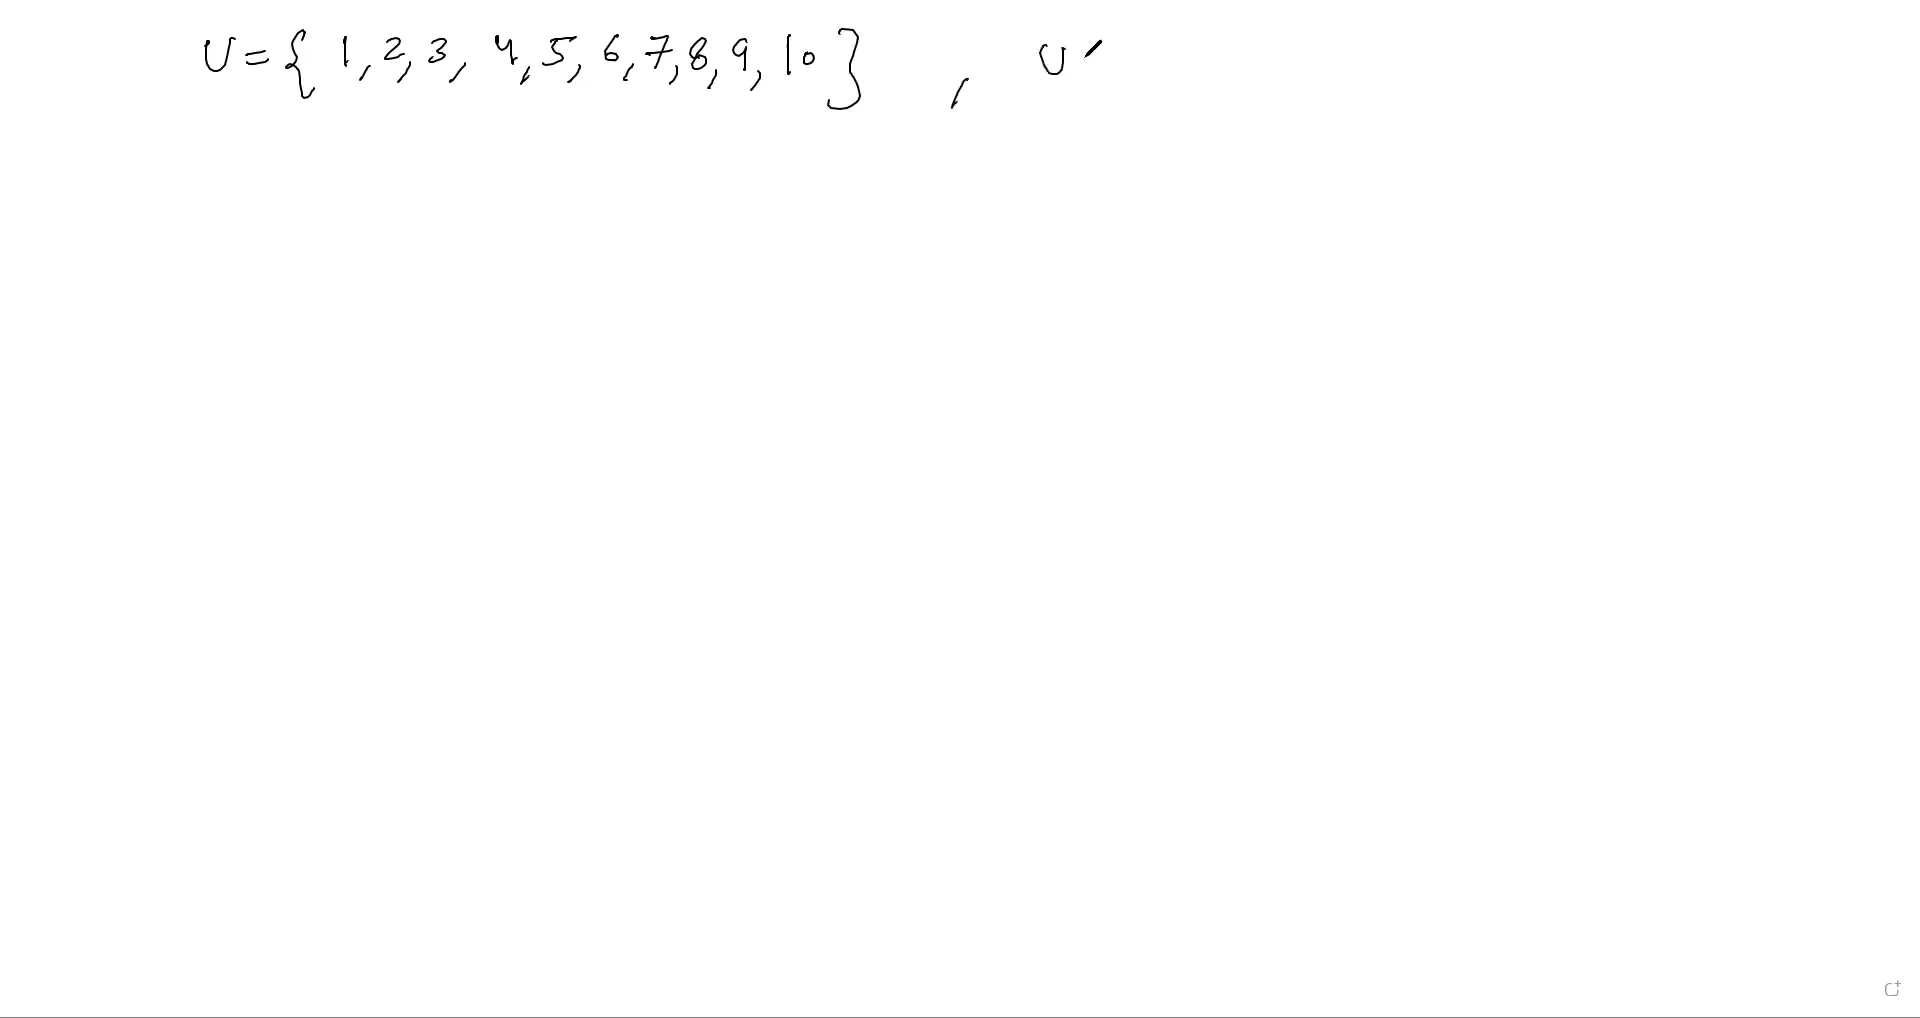 U = { 1, 2, 3, 4, 5, 6, 7, 8, 9, 10 } , U'